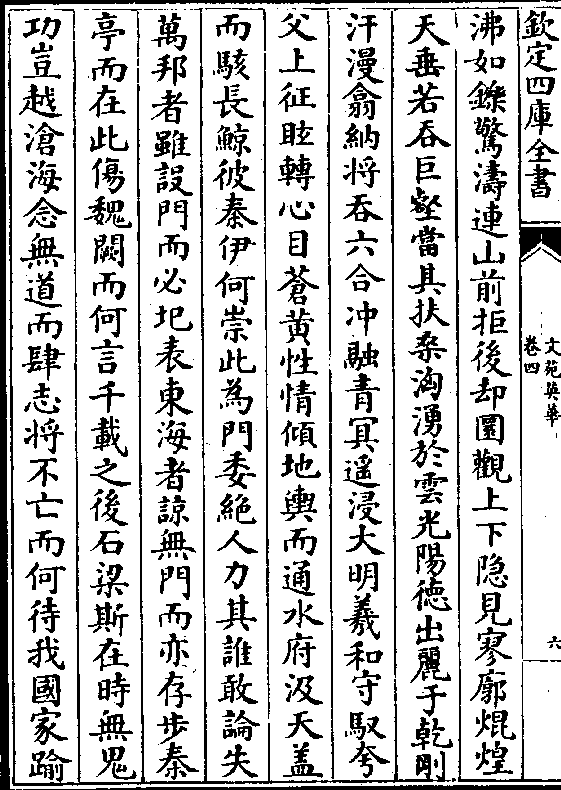 欽定四庫全書
文苑英華
卷四
六
沸如鑠驚濤連山前拒後却圜觀上下隐見寥廓焜煌
天垂若吞巨壑當其扶桑洶湧於雲光陽徳出麗于乾剛
汗漫翕納将吞六合冲融青冥遥浸大明羲和守馭夸
父上征眩轉心目蒼黄性情傾地輿而通水府汲天盖
而駭長鯨彼秦伊何崇此為門委絶人力其誰敢論失
萬邦者雖設門而必圯表東海者諒無門而亦存步秦
亭而在此傷魏闕而何言千載之後石梁斯在時無鬼
功豈越滄海念無道而肆志将不亡而何待我國家踰